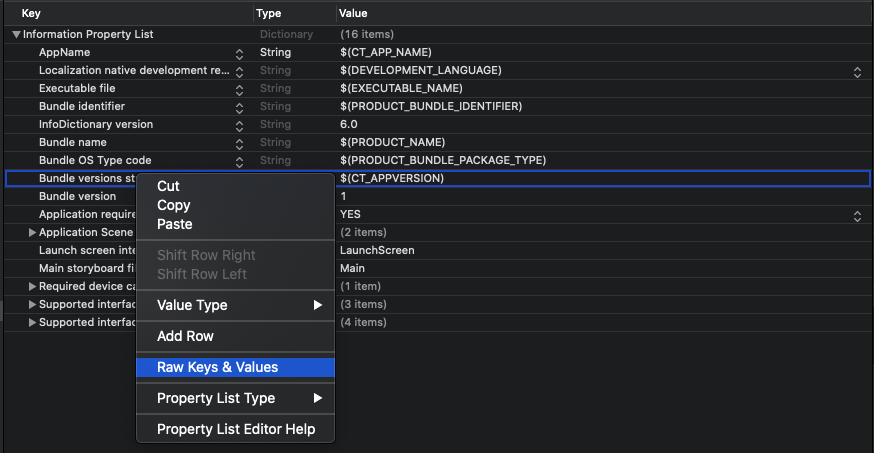 Key Type Value
Information Property List Dictionary (16 items)
AppName String $(CT_APP_NAME)
Localization native development re... String $(DEVELOPMENT_LANGUAGE)
Executable file String $(EXECUTABLE_NAME)
Bundle identifier String $(PRODUCT_BUNDLE_IDENTIFIER)
InfoDictionary version String 6.0
Bundle name String $(PRODUCT_NAME)
Bundle OS Type code String $(PRODUCT_BUNDLE_PACKAGE_TYPE)
Bundle versions st $(CT_APPVERSION)
Bundle version 1
Application require YES
Application Scene (2 items)
Launch screen inte LaunchScreen
Main storyboard fi Main
Required device ca (1 item)
Supported interfac (3 items)
Supported interfac (4 items)
Cut
Copy
Paste
Shift Row Right
Shift Row Left
Value Type
Add Row
Raw Keys & Values
Property List Type
Property List Editor Help